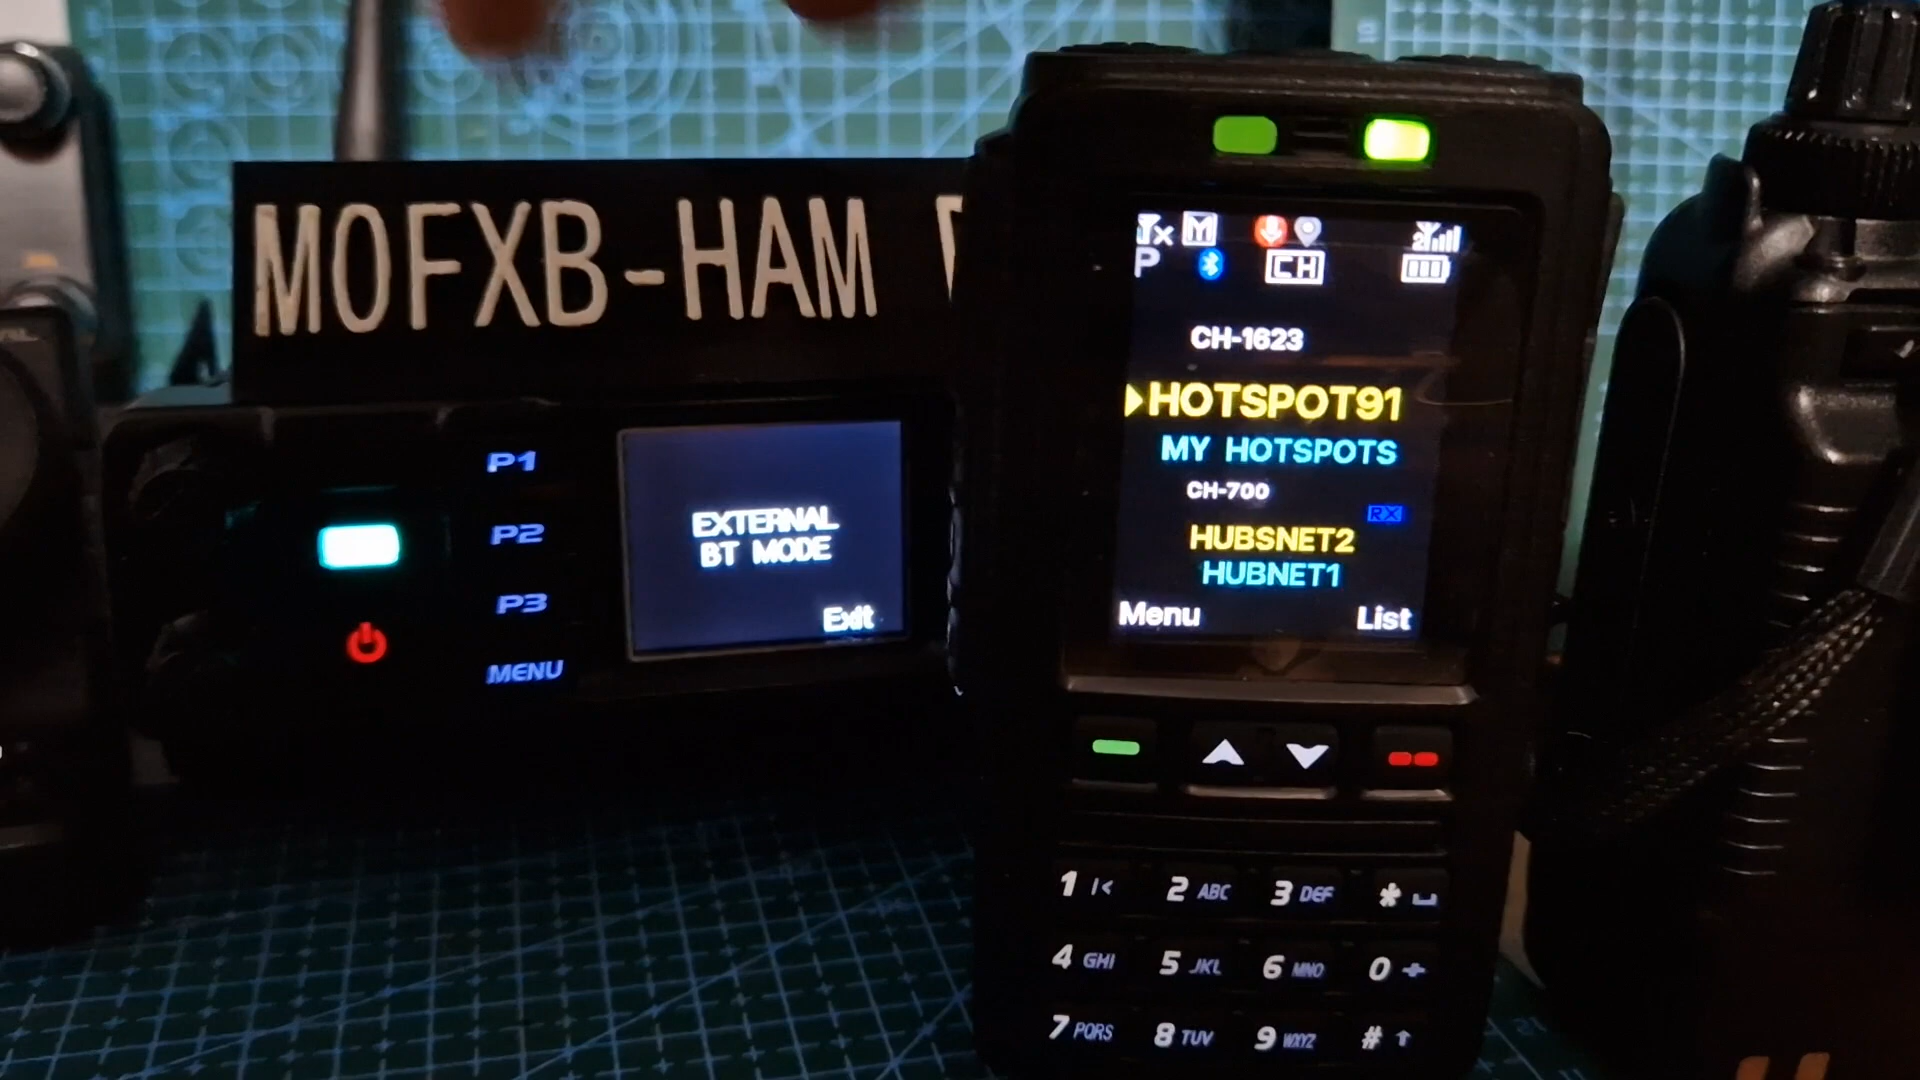 M0FXB-HAM
P1
P2
P3
MENU
EXTERNAL
BT MODE
Exit
Tx M
P CH
CH-1623
HOTSPOT91
MY HOTSPOTS
CH-700
RX
HUBSNET2
HUBNET1
Menu List
1 2 ABC 3 DEF *
4 GHI 5 JKL 6 MNO 0 +
7 PQRS 8 TUV 9 WXYZ #